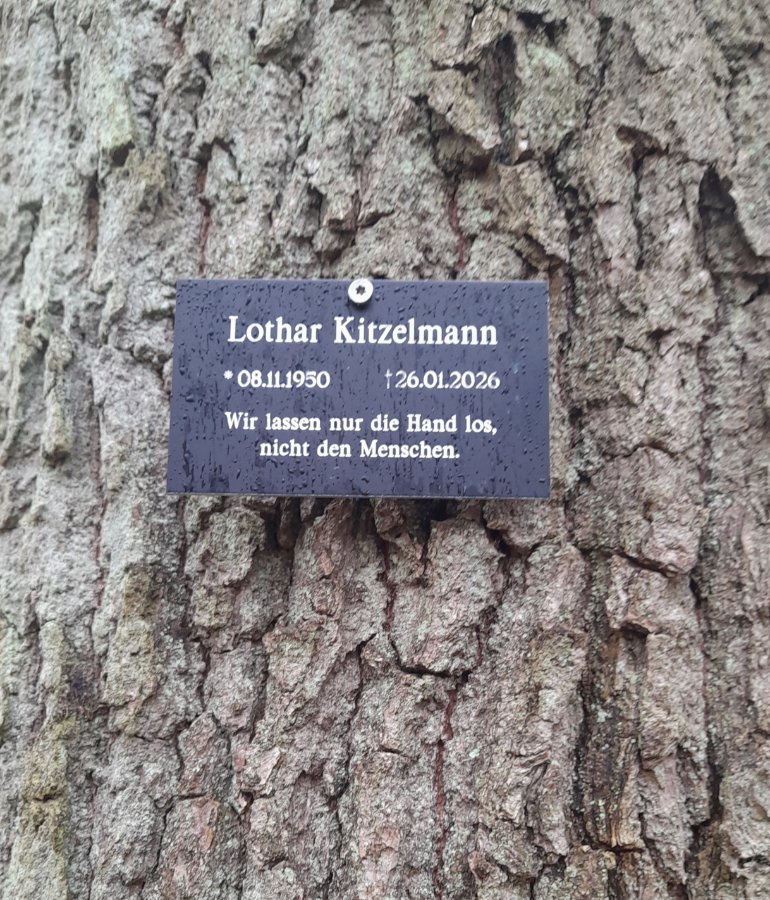 Lothar Kitzelmann
* 08.11.1950 †26.01.2026
Wir lassen nur die Hand los,
nicht den Menschen.